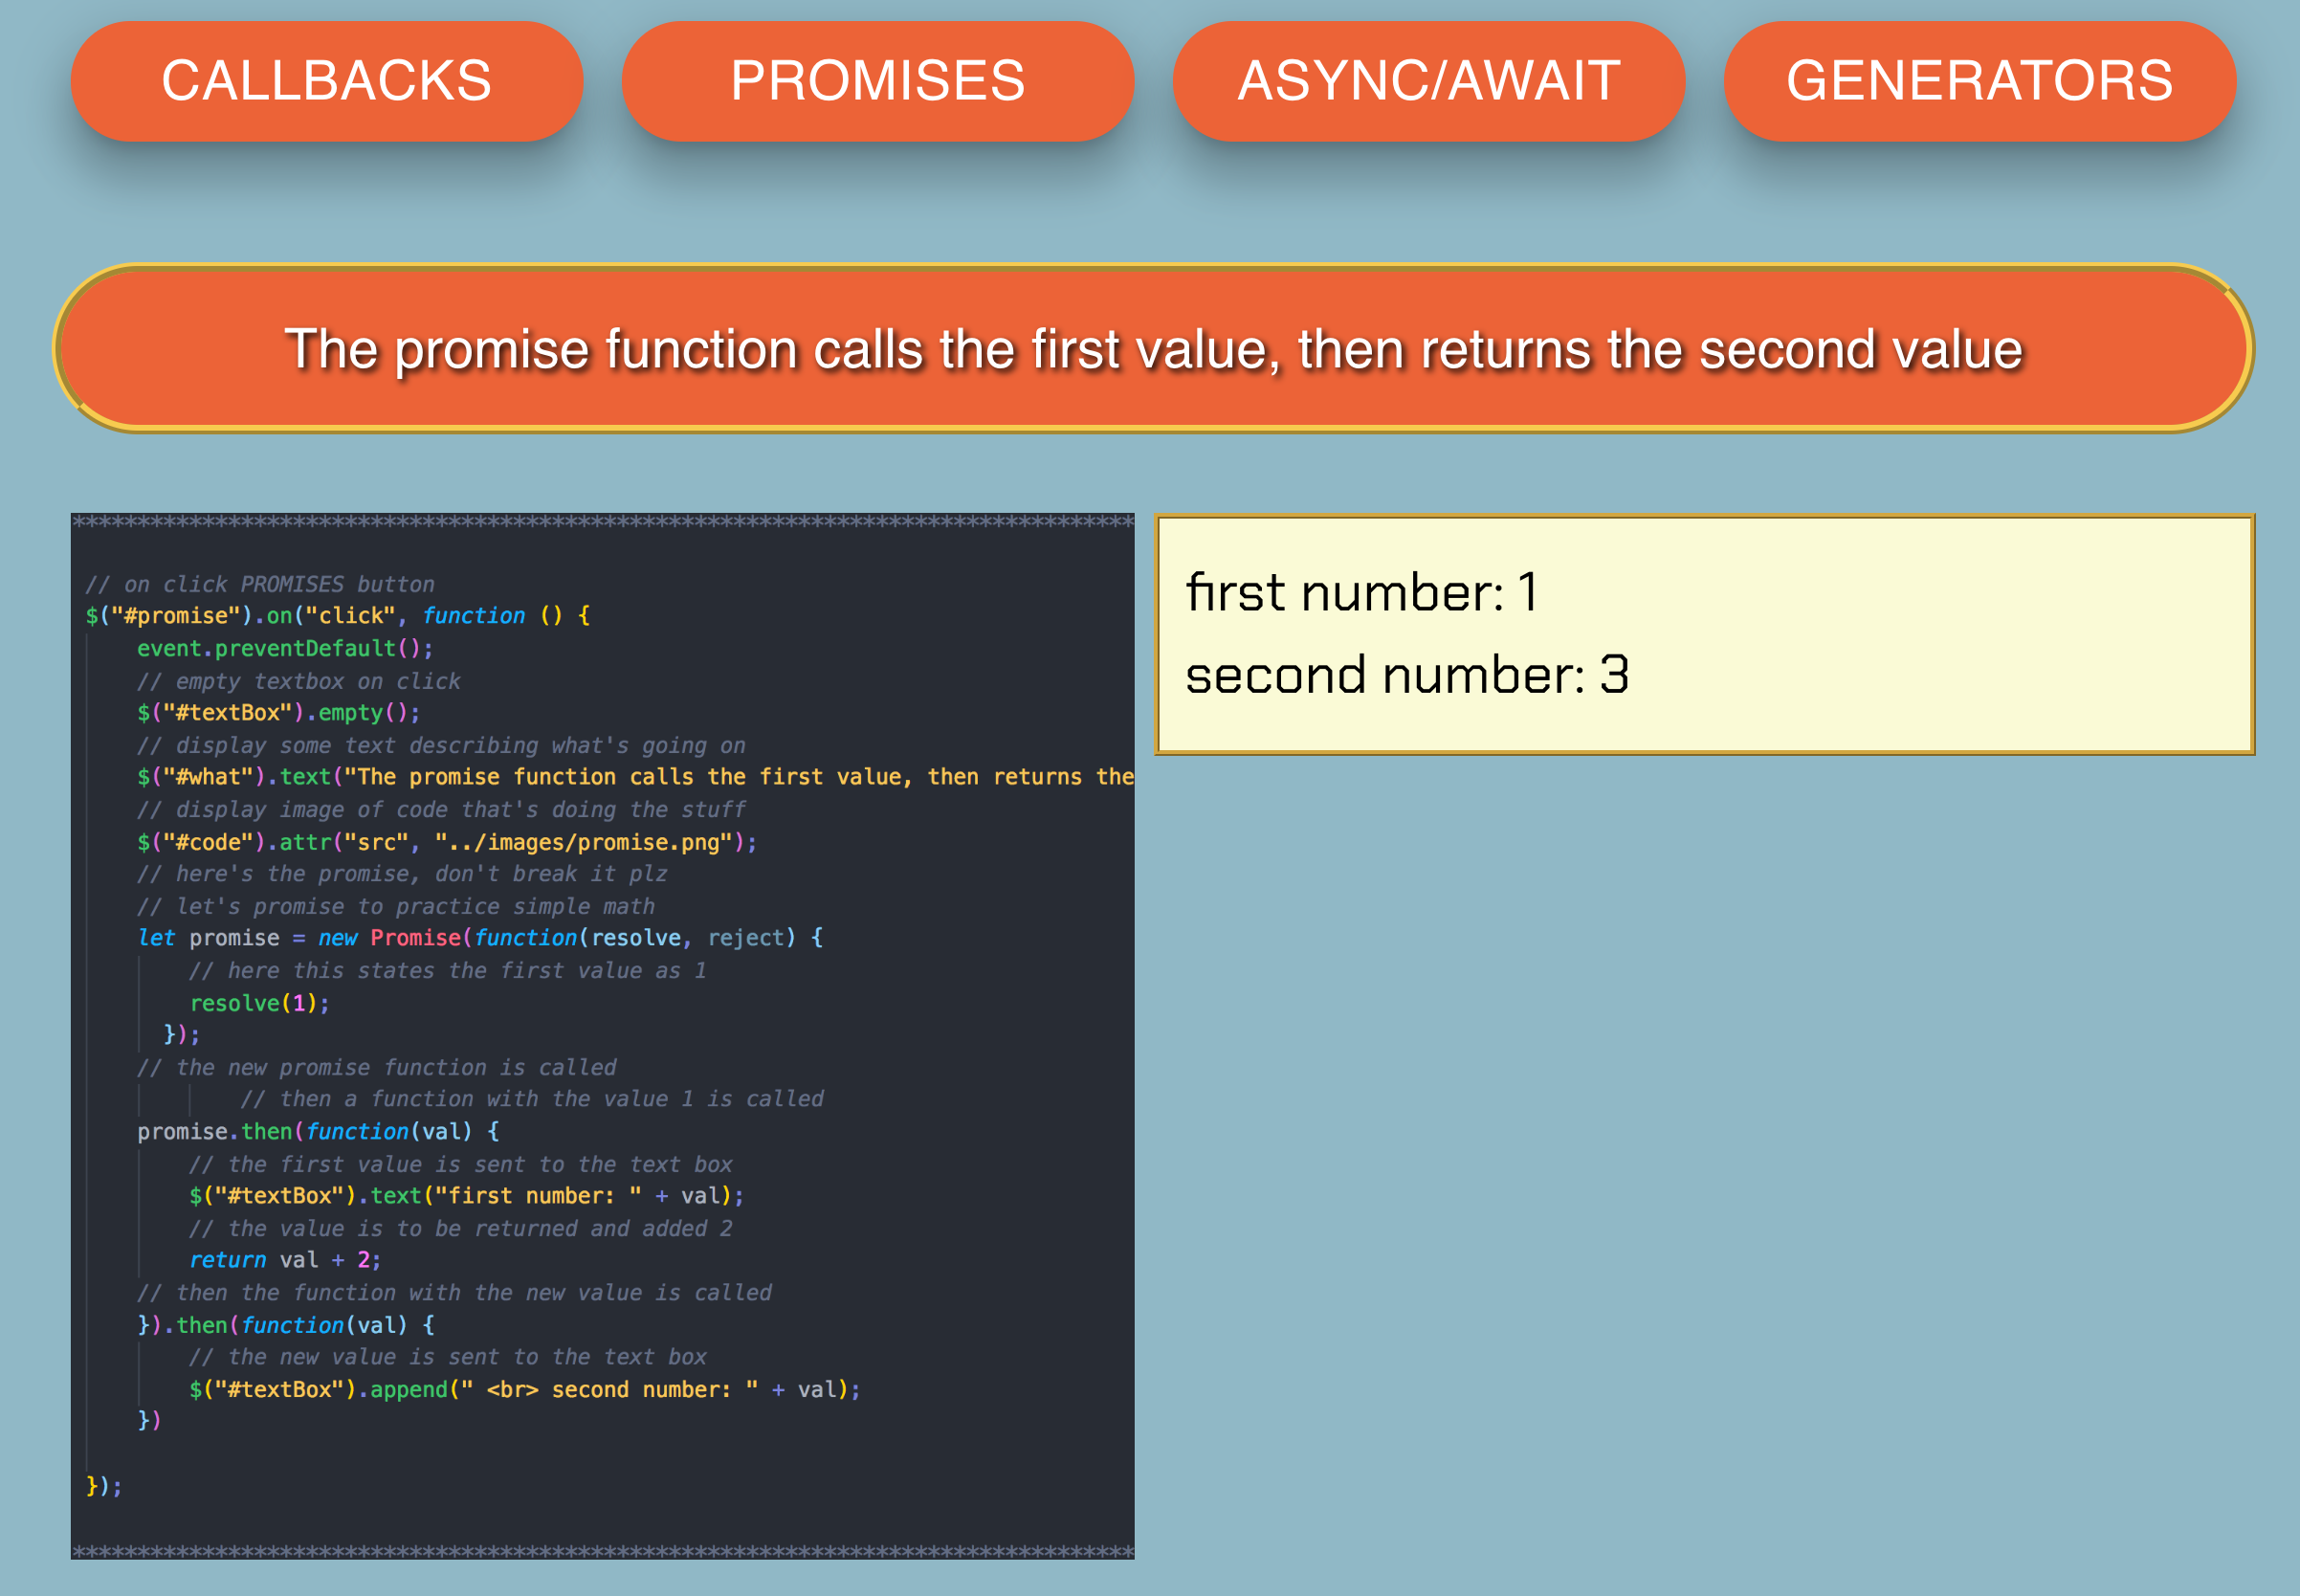 CALLBACKS PROMISES ASYNC/AWAIT GENERATORS
The promise function calls the first value, then returns the second value
**********************************************************************************
// on click PROMISES button
$("#promise").on("click", function () {
    event.preventDefault();
    // empty textbox on click
    $("#textBox").empty();
    // display some text describing what's going on
    $("#what").text("The promise function calls the first value, then returns the
    // display image of code that's doing the stuff
    $("#code").attr("src", "../images/promise.png");
    // here's the promise, don't break it plz
    // let's promise to practice simple math
    let promise = new Promise(function(resolve, reject) {
        // here this states the first value as 1
        resolve(1);
      });
    // the new promise function is called
            // then a function with the value 1 is called
    promise.then(function(val) {
        // the first value is sent to the text box
        $("#textBox").text("first number: " + val);
        // the value is to be returned and added 2
        return val + 2;
    // then the function with the new value is called
    }).then(function(val) {
        // the new value is sent to the text box
        $("#textBox").append(" <br> second number: " + val);
    })
});
**********************************************************************************
first number: 1
second number: 3